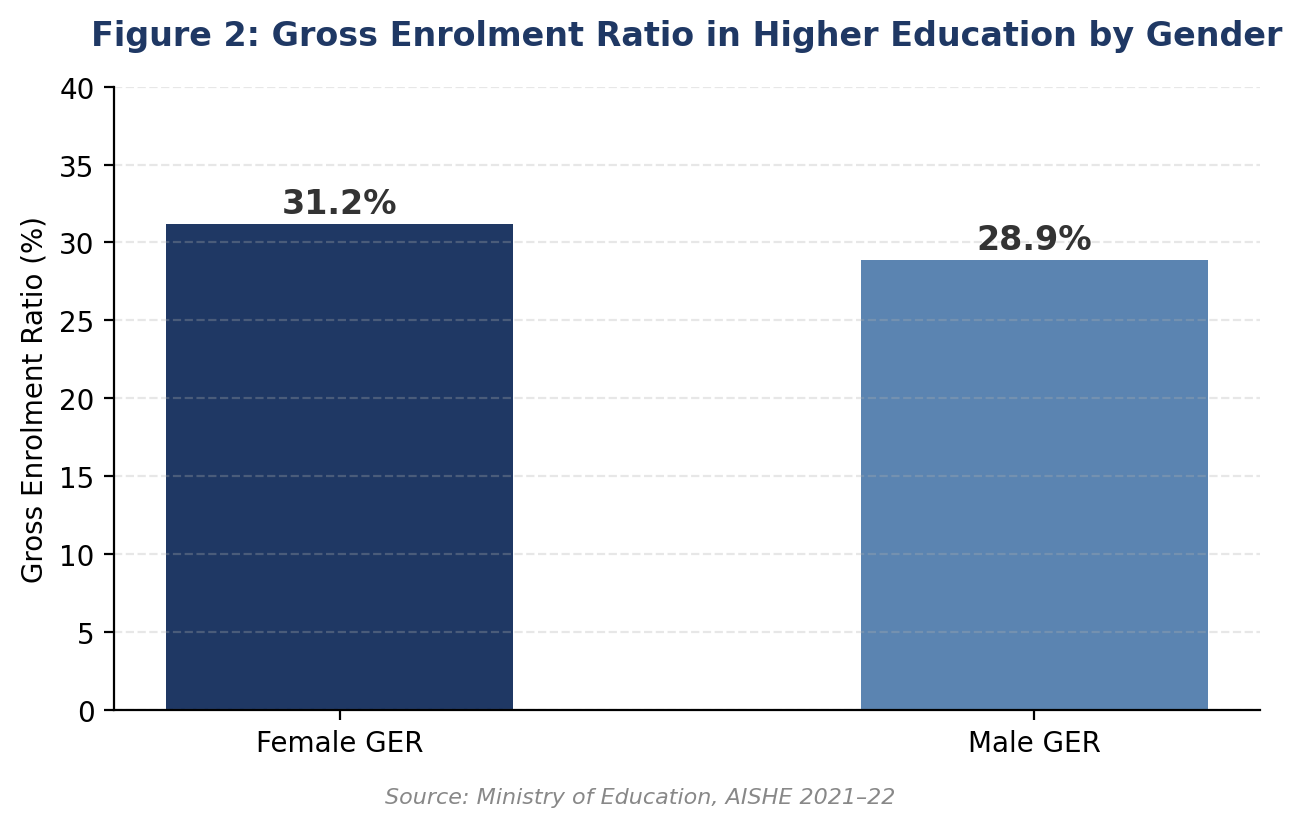 Figure 2: Gross Enrolment Ratio in Higher Education by Gender
40
35
30
25
20
15
10
5
0
Gross Enrolment Ratio (%)
31.2%
28.9%
Female GER
Male GER
Source: Ministry of Education, AISHE 2021–22